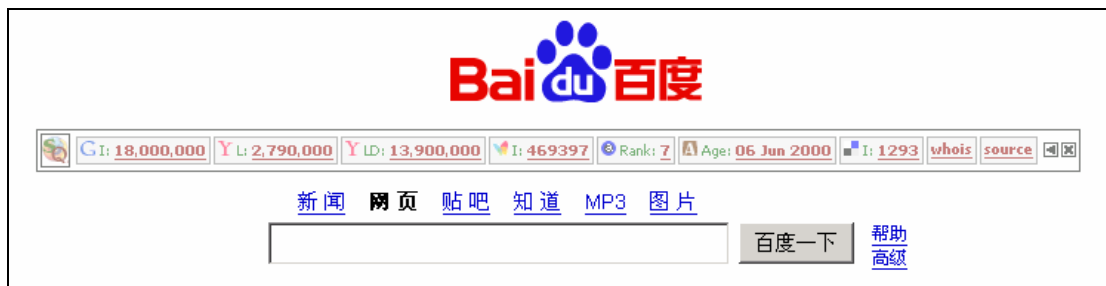 Bai du 百度
I: 18,000,000 L: 2,790,000 LD: 13,900,000 I: 469397 Rank: 7 Age: 06 Jun 2000 I: 1293 whois source
新闻 网页 贴吧 知道 MP3 图片
百度一下 帮助
高级